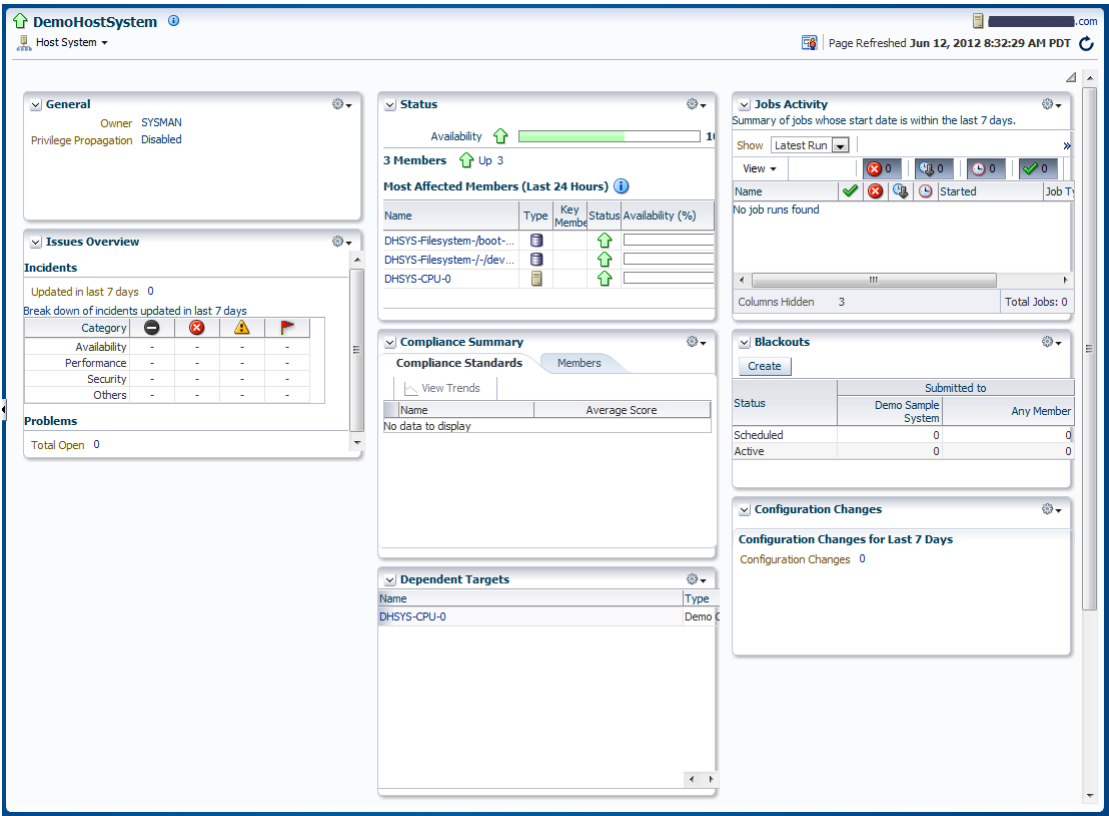 DemoHostSystem
.com
Host System
Page Refreshed Jun 12, 2012 8:32:29 AM PDT
General
Owner SYSMAN
Privilege Propagation Disabled
Issues Overview
Incidents
Updated in last 7 days 0
Break down of incidents updated in last 7 days
Category
Availability - - - -
Performance - - - -
Security - - - -
Others - - - -
Problems
Total Open 0
Status
Availability
3 Members Up 3
Most Affected Members (Last 24 Hours)
Name Type Key Status Availability (%)
Membe
DHSYS-Filesystem-/boot-...
DHSYS-Filesystem-/-/dev...
DHSYS-CPU-0
Compliance Summary
Compliance Standards Members
View Trends
Name Average Score
No data to display
Dependent Targets
Name Type
DHSYS-CPU-0 Demo
Jobs Activity
Summary of jobs whose start date is within the last 7 days.
Show Latest Run »
View 0 0 0 0
Name Started Job Ty
No job runs found
Columns Hidden 3 Total Jobs: 0
Blackouts
Create
Submitted to
Status Demo Sample Any Member
System
Scheduled 0 0
Active 0 0
Configuration Changes
Configuration Changes for Last 7 Days
Configuration Changes 0